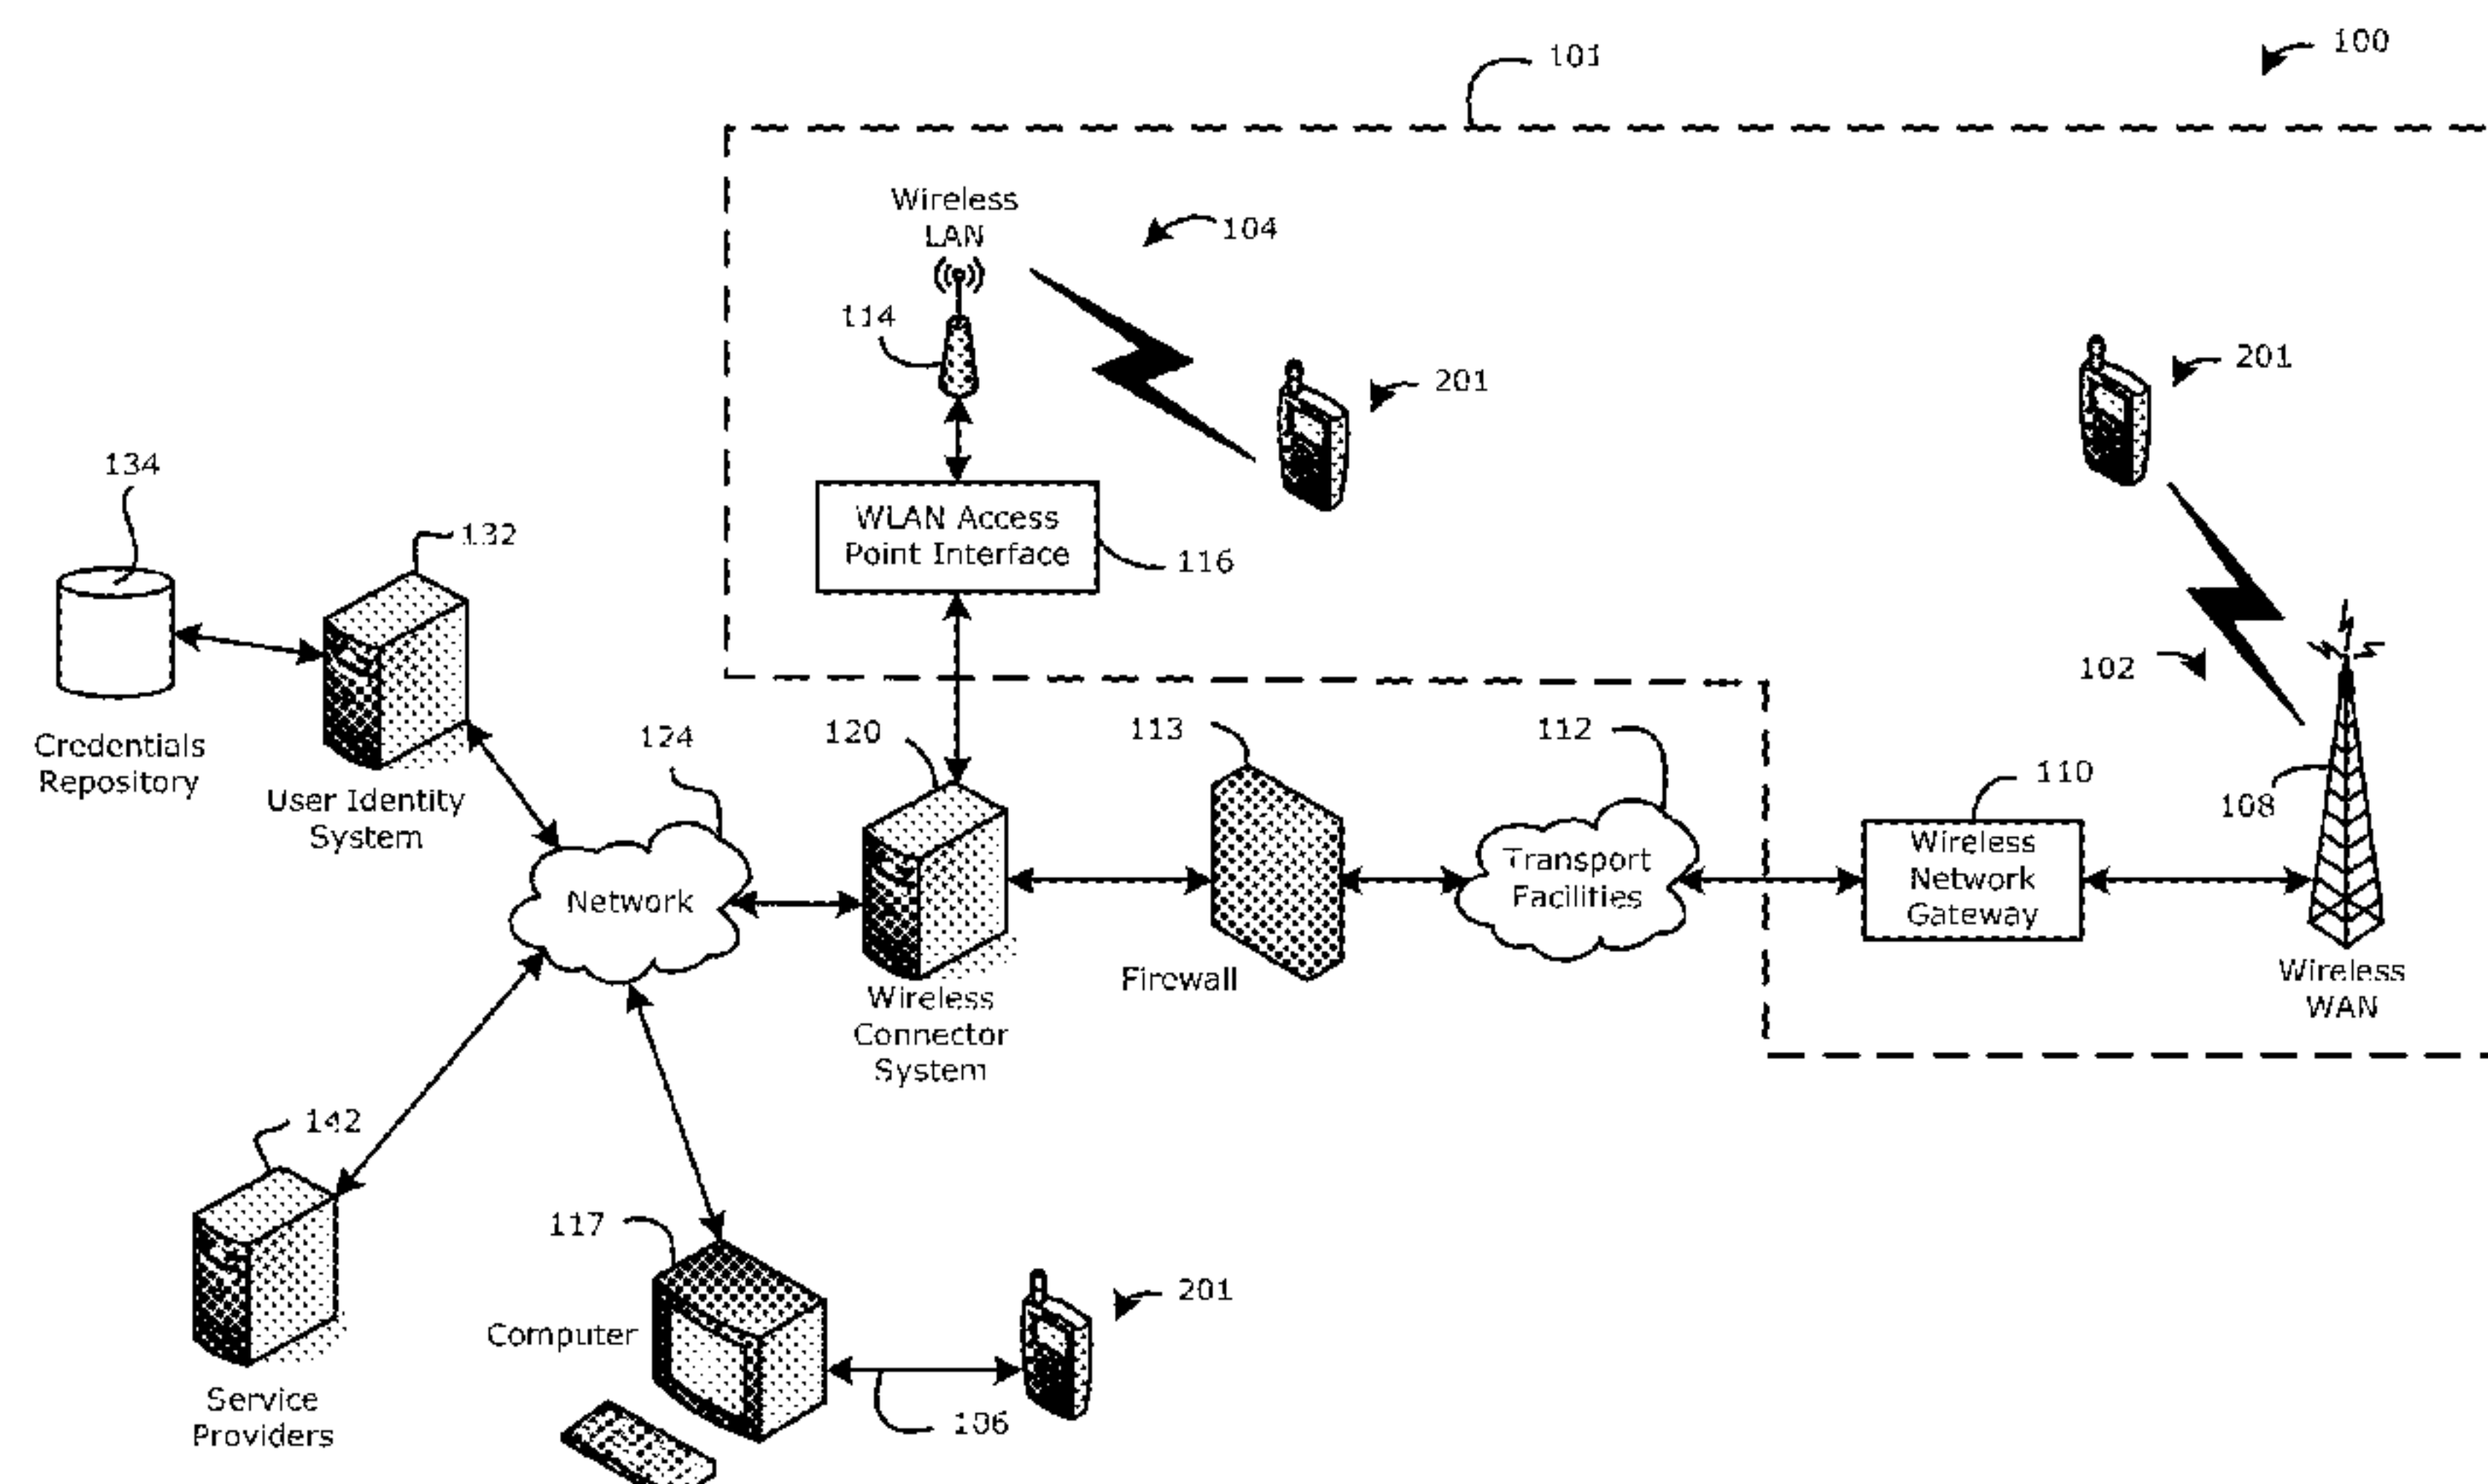 101
100
Wireless
LAN
104
114
201
201
134
WLAN Access
Point Interface
116
132
102
Credentials
Repository
User Identity
System
124
120
113
112
110
108
Network
Transport
Facilities
Wireless
Network
Gateway
Firewall
Wireless
WAN
Wireless
Connector
System
142
117
201
Computer
106
Service
Providers